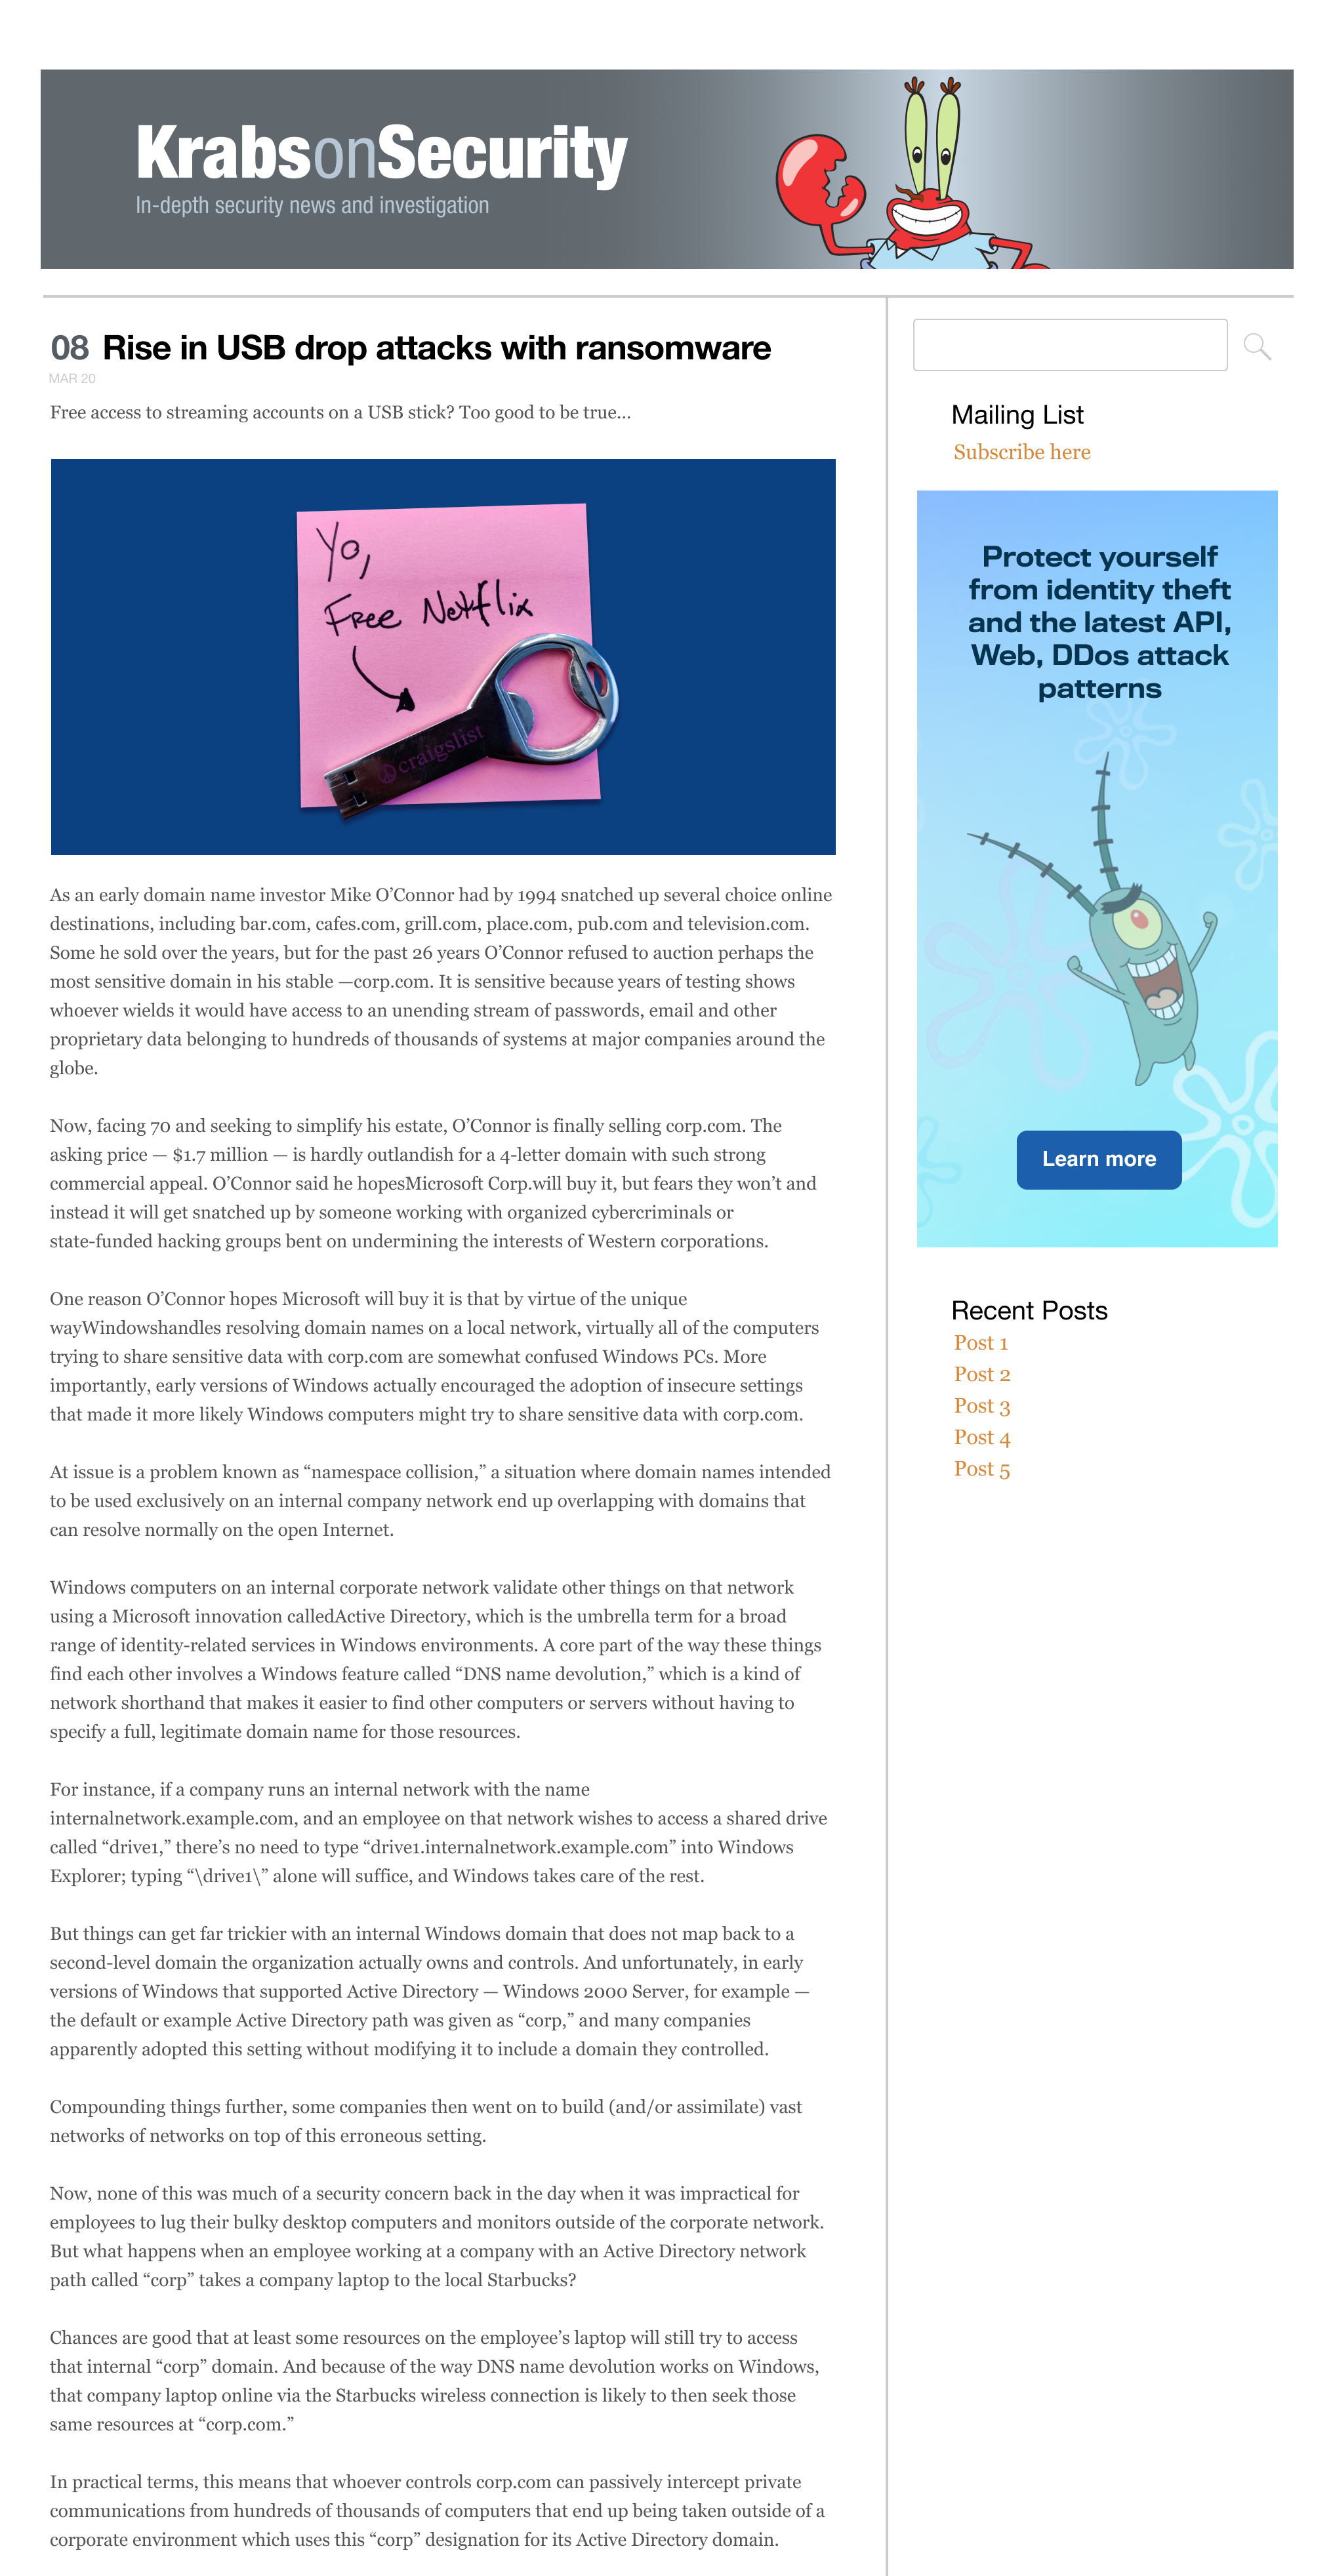 KrabsonSecurity
In-depth security news and investigation
08 Rise in USB drop attacks with ransomware
MAR 20
Free access to streaming accounts on a USB stick? Too good to be true...
Yo,
Free Netflix
craigslist
As an early domain name investor Mike O’Connor had by 1994 snatched up several choice online
destinations, including bar.com, cafes.com, grill.com, place.com, pub.com and television.com.
Some he sold over the years, but for the past 26 years O’Connor refused to auction perhaps the
most sensitive domain in his stable —corp.com. It is sensitive because years of testing shows
whoever wields it would have access to an unending stream of passwords, email and other
proprietary data belonging to hundreds of thousands of systems at major companies around the
globe.
Now, facing 70 and seeking to simplify his estate, O’Connor is finally selling corp.com. The
asking price — $1.7 million — is hardly outlandish for a 4-letter domain with such strong
commercial appeal. O’Connor said he hopesMicrosoft Corp.will buy it, but fears they won’t and
instead it will get snatched up by someone working with organized cybercriminals or
state-funded hacking groups bent on undermining the interests of Western corporations.
One reason O’Connor hopes Microsoft will buy it is that by virtue of the unique
wayWindowshandles resolving domain names on a local network, virtually all of the computers
trying to share sensitive data with corp.com are somewhat confused Windows PCs. More
importantly, early versions of Windows actually encouraged the adoption of insecure settings
that made it more likely Windows computers might try to share sensitive data with corp.com.
At issue is a problem known as “namespace collision,” a situation where domain names intended
to be used exclusively on an internal company network end up overlapping with domains that
can resolve normally on the open Internet.
Windows computers on an internal corporate network validate other things on that network
using a Microsoft innovation calledActive Directory, which is the umbrella term for a broad
range of identity-related services in Windows environments. A core part of the way these things
find each other involves a Windows feature called “DNS name devolution,” which is a kind of
network shorthand that makes it easier to find other computers or servers without having to
specify a full, legitimate domain name for those resources.
For instance, if a company runs an internal network with the name
internalnetwork.example.com, and an employee on that network wishes to access a shared drive
called “drive1,” there’s no need to type “drive1.internalnetwork.example.com” into Windows
Explorer; typing “\drive1\” alone will suffice, and Windows takes care of the rest.
But things can get far trickier with an internal Windows domain that does not map back to a
second-level domain the organization actually owns and controls. And unfortunately, in early
versions of Windows that supported Active Directory — Windows 2000 Server, for example —
the default or example Active Directory path was given as “corp,” and many companies
apparently adopted this setting without modifying it to include a domain they controlled.
Compounding things further, some companies then went on to build (and/or assimilate) vast
networks of networks on top of this erroneous setting.
Now, none of this was much of a security concern back in the day when it was impractical for
employees to lug their bulky desktop computers and monitors outside of the corporate network.
But what happens when an employee working at a company with an Active Directory network
path called “corp” takes a company laptop to the local Starbucks?
Chances are good that at least some resources on the employee’s laptop will still try to access
that internal “corp” domain. And because of the way DNS name devolution works on Windows,
that company laptop online via the Starbucks wireless connection is likely to then seek those
same resources at “corp.com.”
In practical terms, this means that whoever controls corp.com can passively intercept private
communications from hundreds of thousands of computers that end up being taken outside of a
corporate environment which uses this “corp” designation for its Active Directory domain.
Mailing List
Subscribe here
Protect yourself
from identity theft
and the latest API,
Web, DDos attack
patterns
Learn more
Recent Posts
Post 1
Post 2
Post 3
Post 4
Post 5